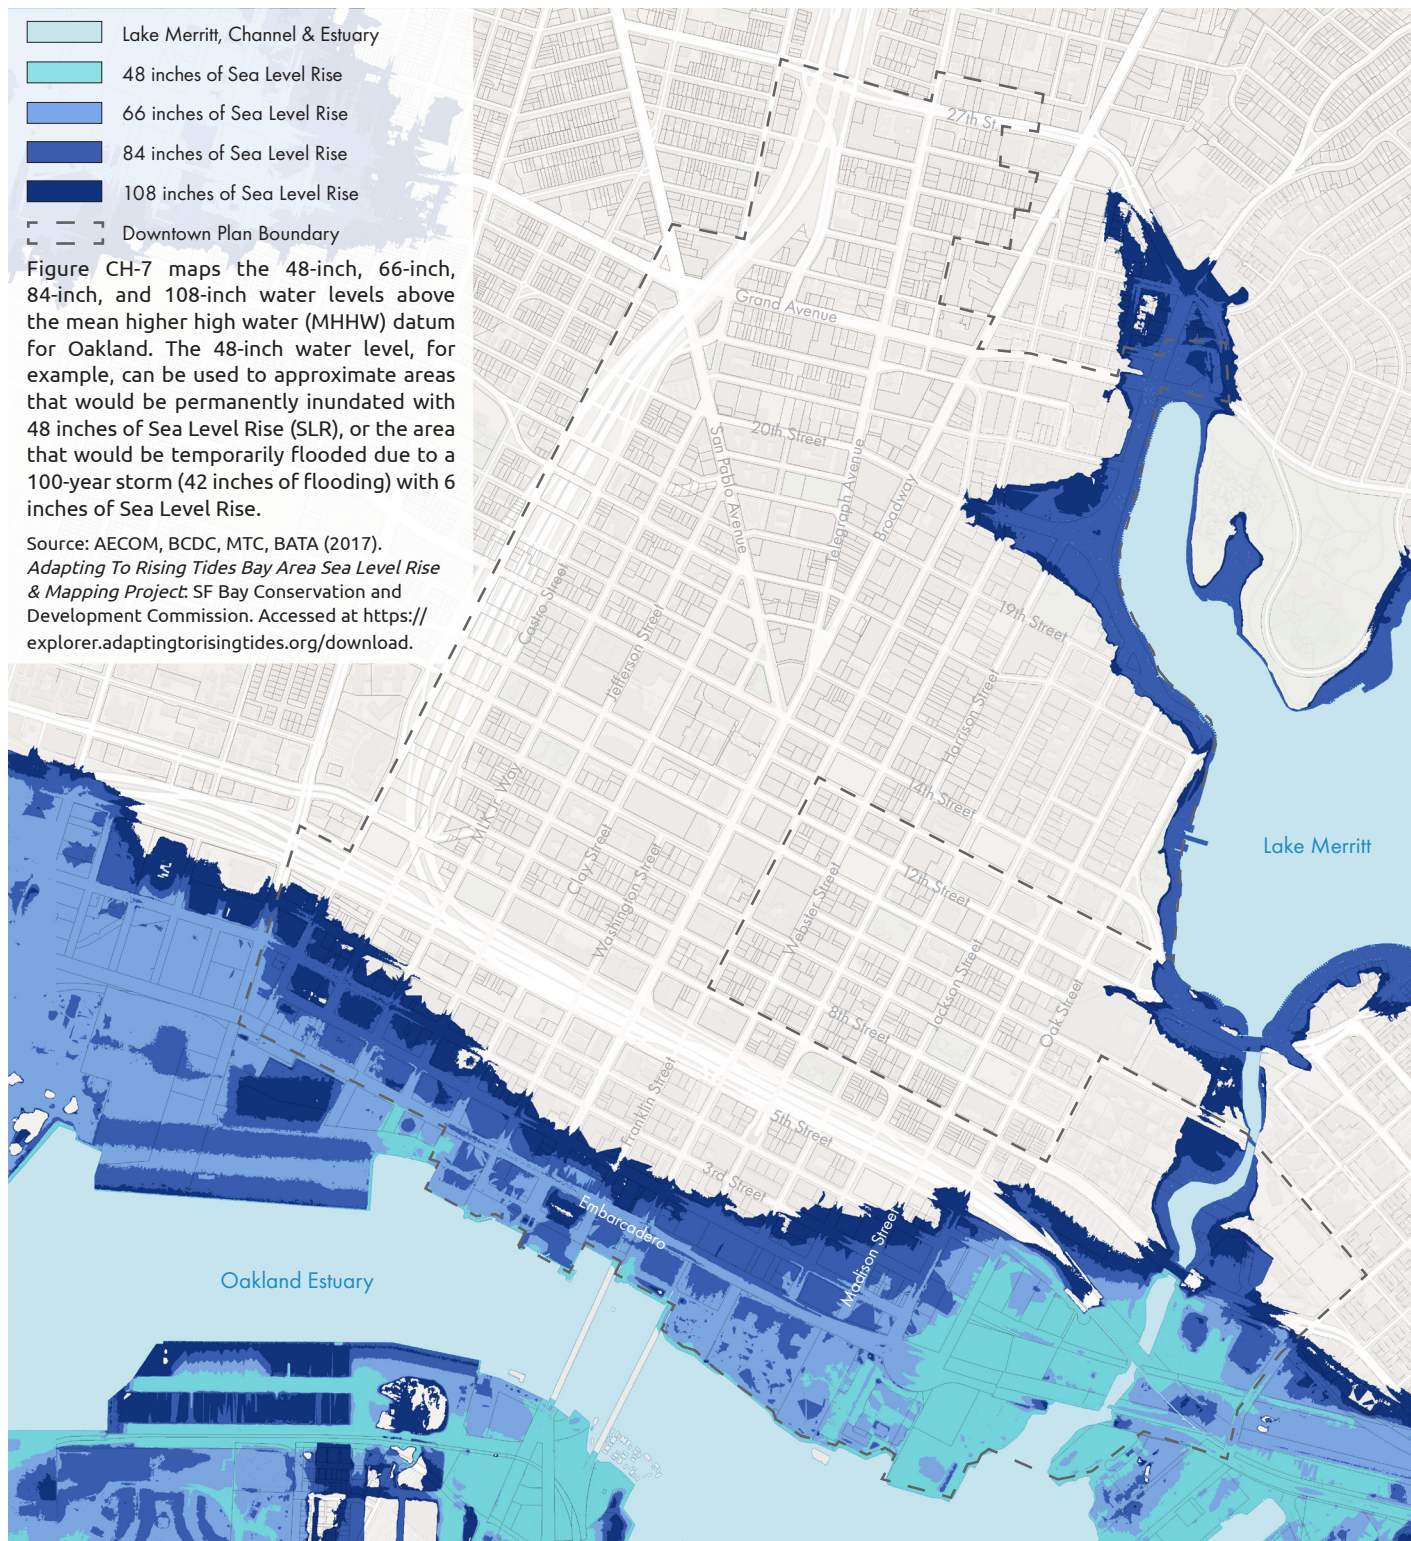 Lake Merritt, Channel & Estuary
48 inches of Sea Level Rise
66 inches of Sea Level Rise
84 inches of Sea Level Rise
108 inches of Sea Level Rise
Downtown Plan Boundary
Figure CH-7 maps the 48-inch, 66-inch,
84-inch, and 108-inch water levels above
the mean higher high water (MHHW) datum
for Oakland. The 48-inch water level, for
example, can be used to approximate areas
that would be permanently inundated with
48 inches of Sea Level Rise (SLR), or the area
that would be temporarily flooded due to a
100-year storm (42 inches of flooding) with 6
inches of Sea Level Rise.
Source: AECOM, BCDC, MTC, BATA (2017).
Adapting To Rising Tides Bay Area Sea Level Rise
& Mapping Project: SF Bay Conservation and
Development Commission. Accessed at https://
explorer.adaptingtorisingtides.org/download.
27th St.
Grand Avenue
20th Street
San Pablo Avenue
Telegraph Avenue
Broadway
Castro Street
Jefferson Street
19th Street
Harrison Street
14th Street
MLK Jr. Way
Clay Street
Washington Street
Webster Street
12th Street
Lake Merritt
Jackson Street
Oak Street
8th Street
Franklin Street
5th Street
3rd Street
Embarcadero
Madison Street
Oakland Estuary